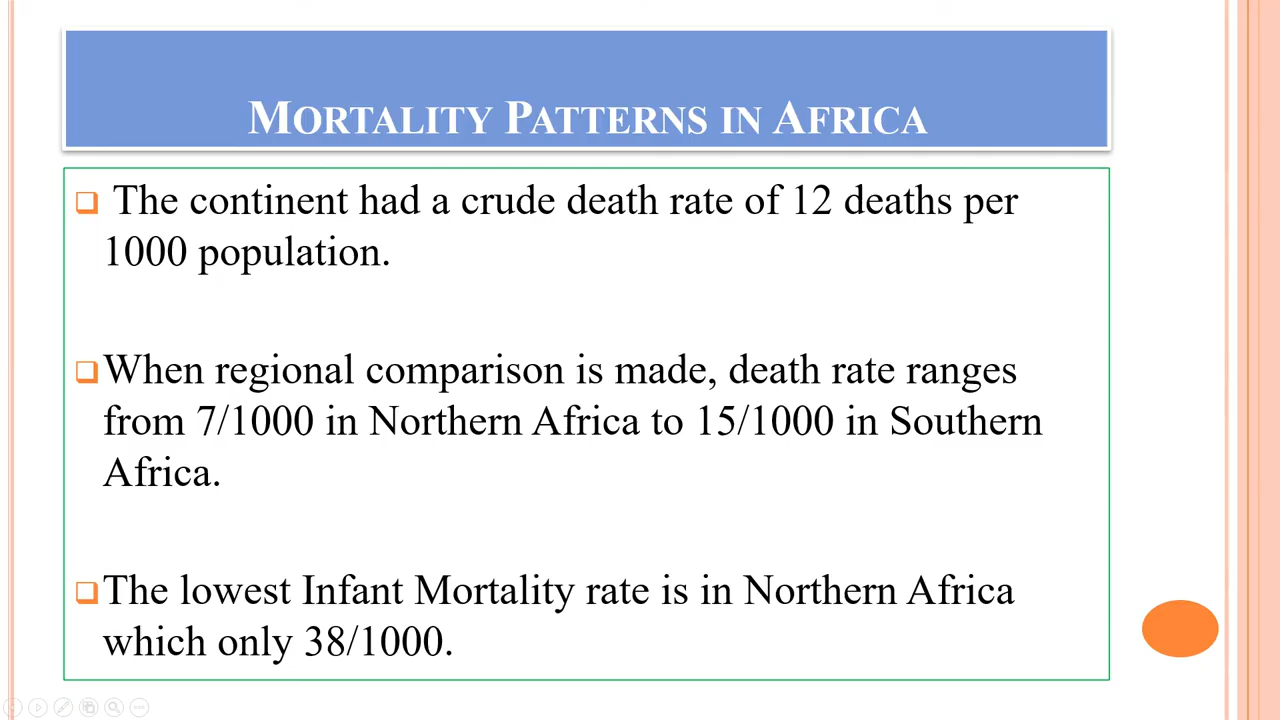 MORTALITY PATTERNS IN AFRICA
The continent had a crude death rate of 12 deaths per
1000 population.
When regional comparison is made, death rate ranges
from 7/1000 in Northern Africa to 15/1000 in Southern
Africa.
The lowest Infant Mortality rate is in Northern Africa
which only 38/1000.